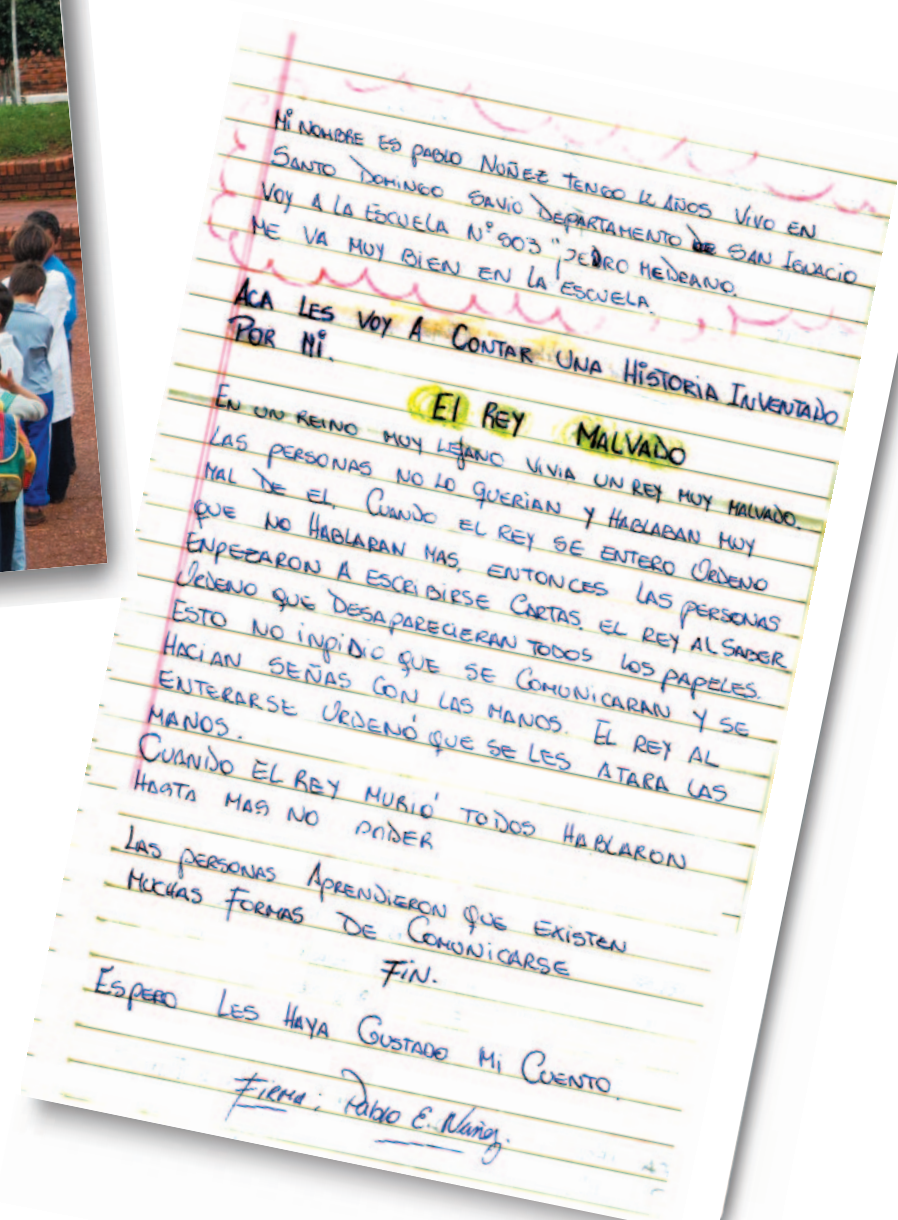 Mi NOMBRE ES PABLO NUÑEZ TENGO 12 AÑOS VIVO EN
SANTO DOMINGO SAVIO DEPARTAMENTO DE SAN IGNACIO
VOY A LA ESCUELA N° 903 "PEDRO MEDRANO.
ME VA MUY BIEN EN LA ESCUELA.
ACA LES VOY A CONTAR UNA HISTORIA INVENTADO
POR Mi.
El REY MALVADO
EN UN REINO MUY LEJANO VIVIA UN REY MUY MALVADO.
LAS PERSONAS NO LO QUERIAN Y HABLABAN MUY
MAL DE EL. CUANDO EL REY SE ENTERO ORDENO
QUE NO HABLARAN MAS, ENTONCES LAS PERSONAS
ENPEZARON A ESCRIBIRSE CARTAS. EL REY AL SABER
ORDENO QUE DESAPARECIERAN TODOS LOS PAPELES.
ESTO NO INPIDIO QUE SE COMUNICARAN Y SE
HACIAN SEÑAS CON LAS MANOS. EL REY AL
ENTERARSE ORDENÓ QUE SE LES ATARA LAS
MANOS.
CUANDO EL REY MURIÓ TODOS HABLARON
HASTA MAS NO PODER
LAS PERSONAS APRENDIERON QUE EXISTEN
MUCHAS FORMAS DE COMUNICARSE
FiN.
ESPERO LES HAYA GUSTADO Mi CUENTO.
FIRMA: Pablo E. Nuñez.